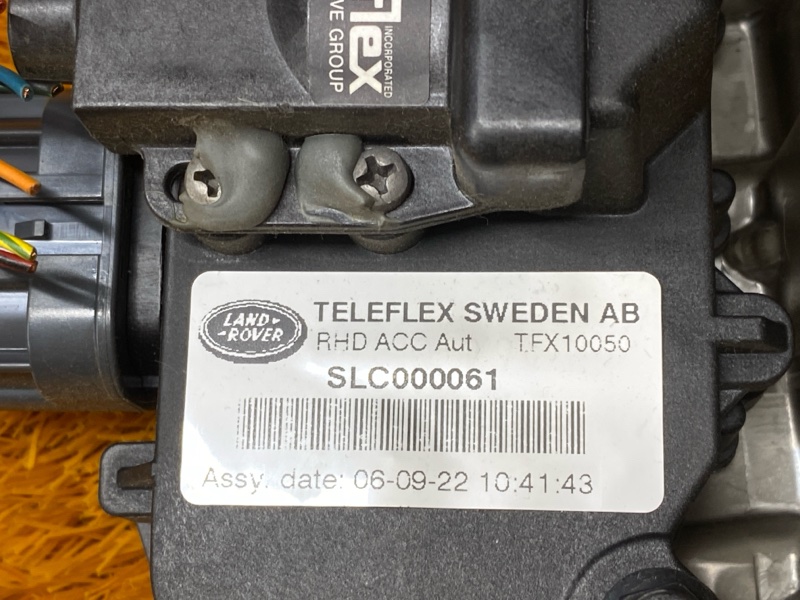 Flex
INCORPORATED
VE GROUP
LAND
ROVER
TELEFLEX SWEDEN AB
RHD ACC Aut TFX10050
SLC000061
Assy. date: 06-09-22 10:41:43